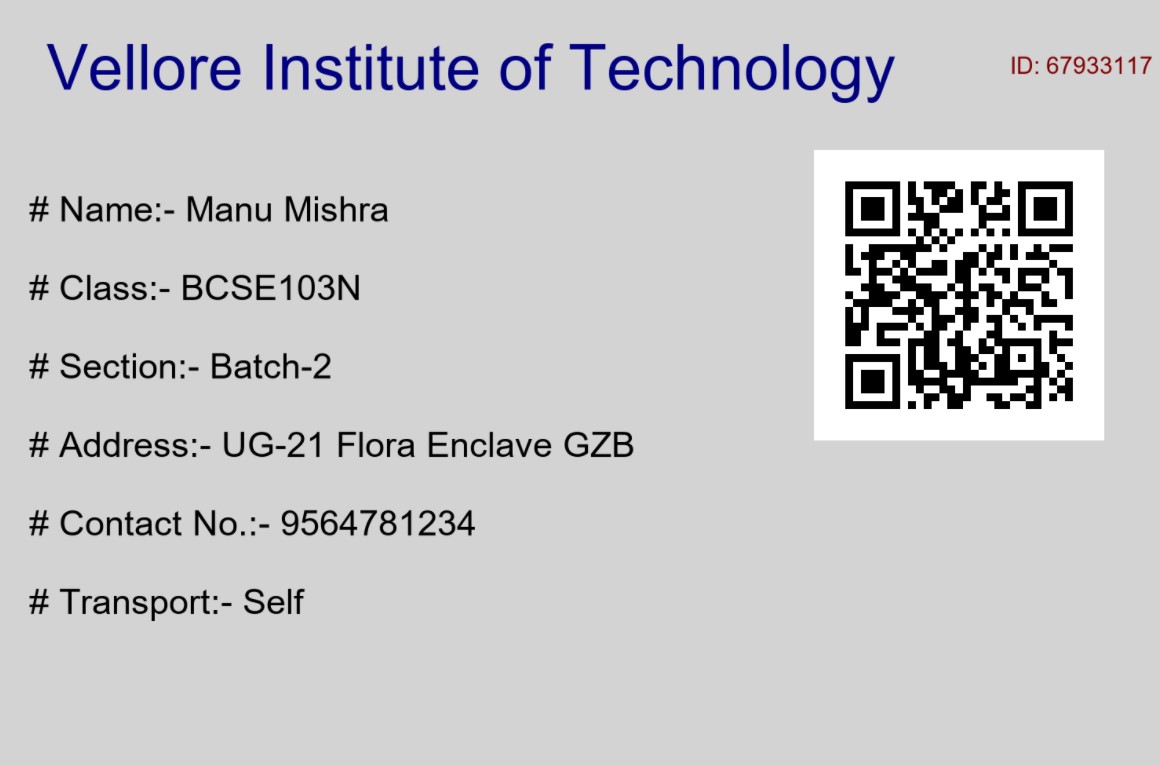 Vellore Institute of Technology
ID: 67933117
# Name:- Manu Mishra
# Class:- BCSE103N
# Section:- Batch-2
# Address:- UG-21 Flora Enclave GZB
# Contact No.:- 9564781234
# Transport:- Self